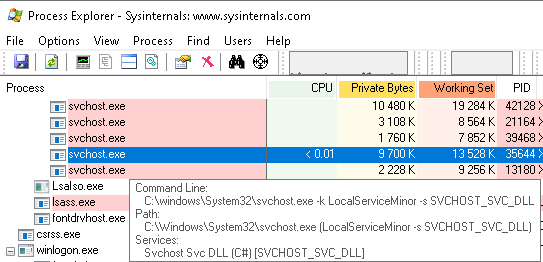 Process Explorer - Sysinternals: www.sysinternals.com
File Options View Process Find Users Help
Process CPU Private Bytes Working Set PID
svchost.exe 10 480 K 19 284 K 42128
svchost.exe 3 108 K 8 564 K 21164
svchost.exe 1 760 K 7 852 K 39468
svchost.exe < 0.01 9 700 K 13 528 K 35644
svchost.exe 2 228 K 9 256 K 13180
LsaIso.exe
lsass.exe
fontdrvhost.exe
csrss.exe
winlogon.exe
Command Line:
C:\windows\System32\svchost.exe -k LocalServiceMinor -s SVCHOST_SVC_DLL
Path:
C:\Windows\System32\svchost.exe (LocalServiceMinor -s SVCHOST_SVC_DLL)
Services:
Svchost Svc DLL (C#) [SVCHOST_SVC_DLL]